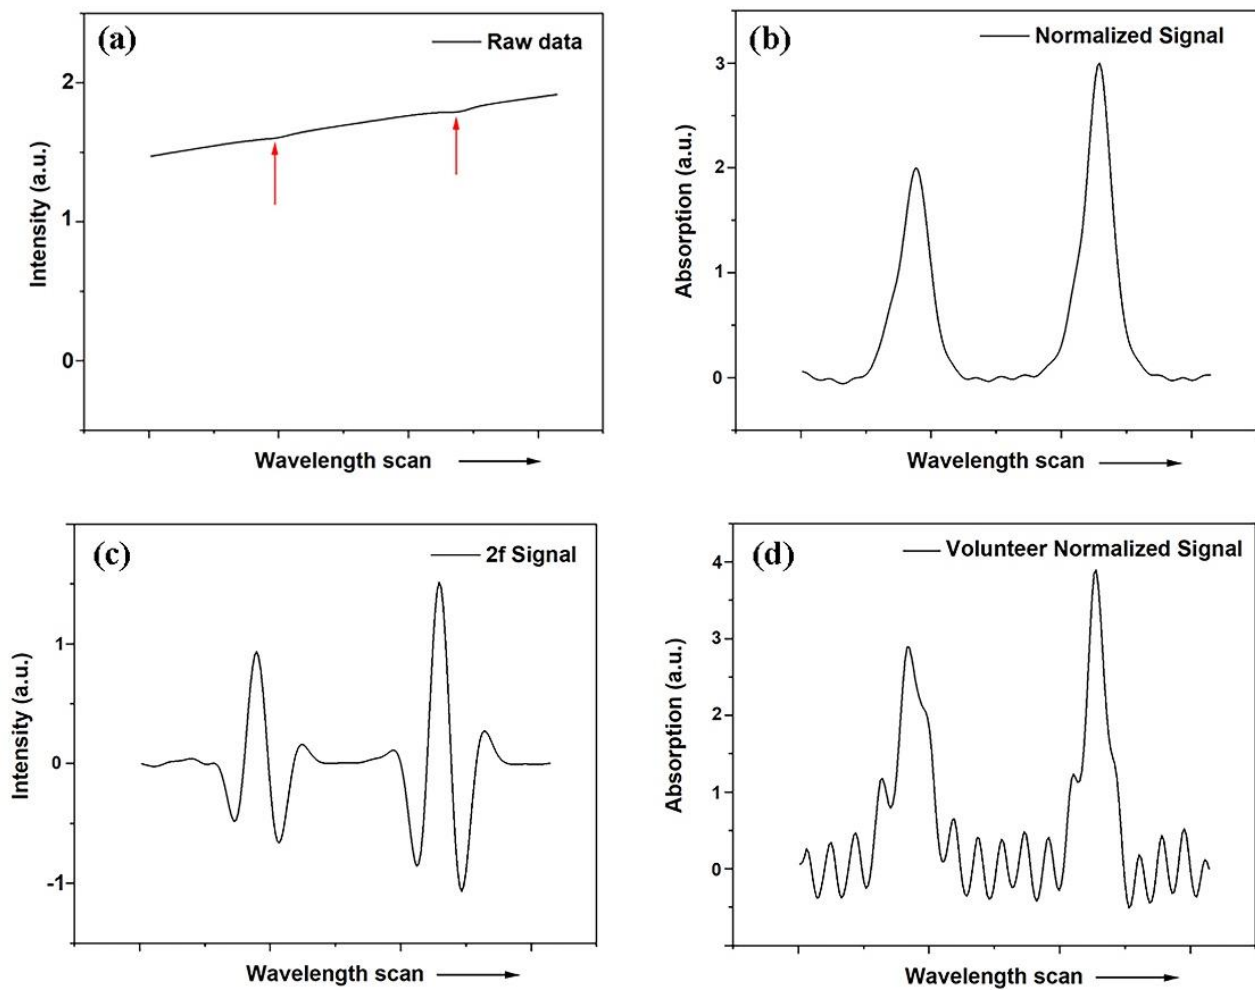 (a)
Raw data
2
1
0
Intensity (a.u.)
Wavelength scan
(b)
Normalized Signal
3
2
1
0
Absorption (a.u.)
Wavelength scan
(c)
2f Signal
1
0
-1
Intensity (a.u.)
Wavelength scan
(d)
Volunteer Normalized Signal
4
3
2
1
0
Absorption (a.u.)
Wavelength scan